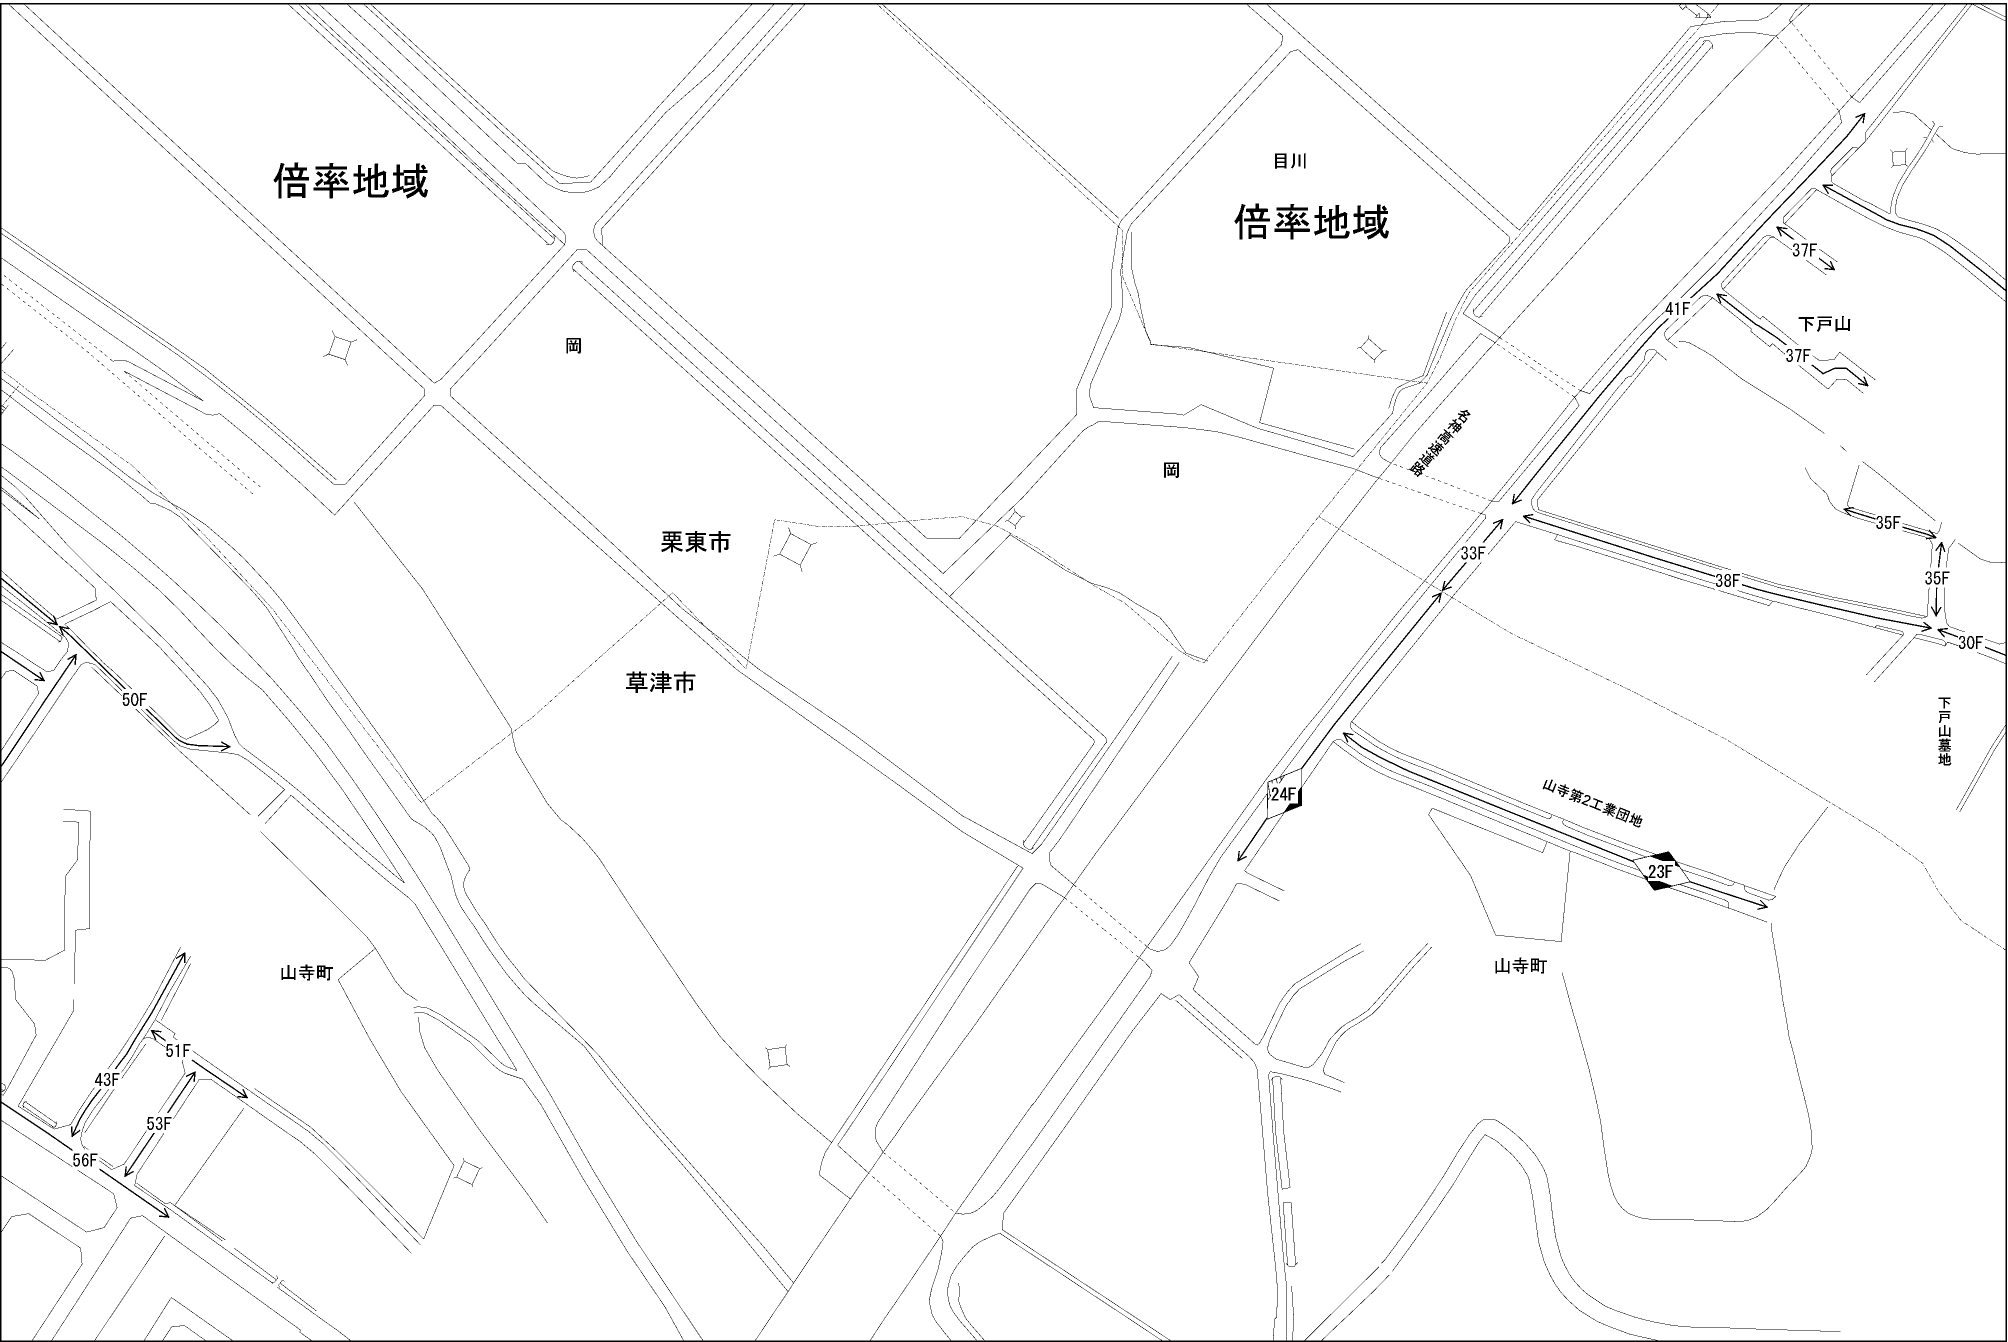 目川
倍率地域
倍率地域
37F
41F
下戸山
岡
37F
名神高速道路
岡
35F
栗東市
33F
38F
35F
30F
草津市
50F
下戸山墓地
24F
山寺第2工業団地
23F
山寺町
山寺町
51F
43F
53F
56F